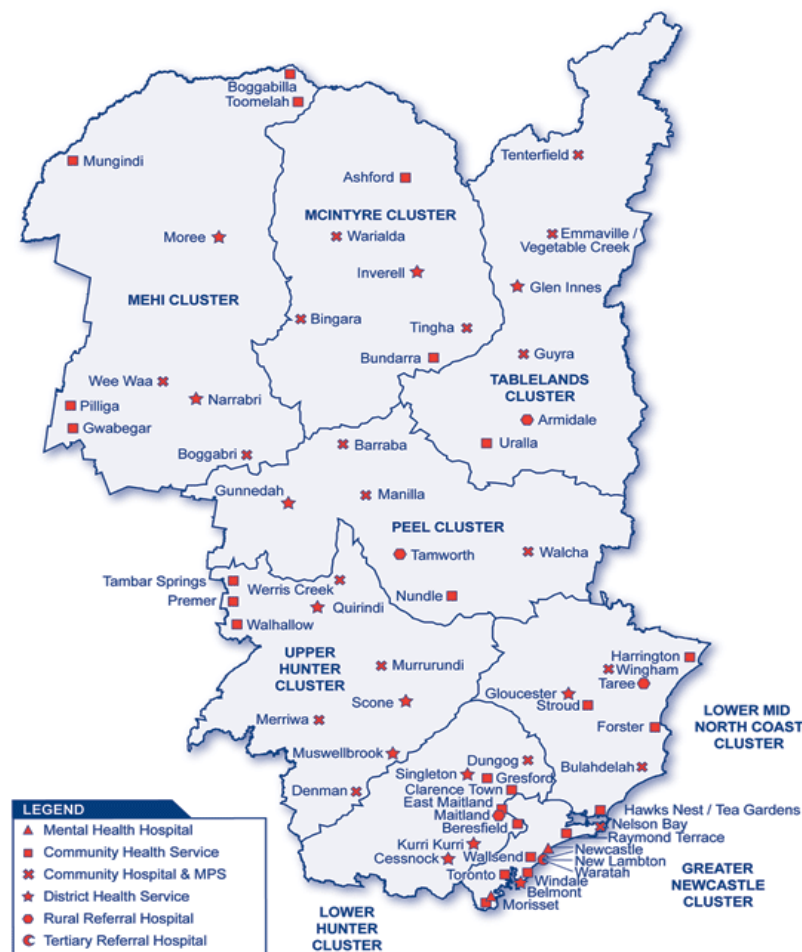 Boggabilla
Toomelah
Mungindi
Tenterfield
Ashford
MCINTYRE CLUSTER
Warialda
Emmaville /
Vegetable Creek
Moree
Inverell
Glen Innes
MEHI CLUSTER
Bingara
Tingha
Guyra
Bundarra
TABLELANDS
CLUSTER
Wee Waa
Narrabri
Pilliga
Gwabegar
Armidale
Uralla
Boggabri
Barraba
Gunnedah
Manilla
PEEL CLUSTER
Tamworth
Walcha
Tambar Springs
Werris Creek
Premer
Quirindi
Nundle
Walhallow
UPPER
HUNTER
CLUSTER
Murrurundi
Harrington
Wingham
Taree
Gloucester
Stroud
Scone
Merriwa
Forster
LOWER MID
NORTH COAST
CLUSTER
Muswellbrook
Dungog
Bulahdelah
Singleton
Gresford
Denman
Clarence Town
East Maitland
Maitland
Beresfield
Hawks Nest / Tea Gardens
Nelson Bay
Raymond Terrace
Kurri Kurri
Newcastle
Cessnock
Wallsend
New Lambton
Waratah
Toronto
Windale
Belmont
Morisset
GREATER
NEWCASTLE
CLUSTER
LOWER
HUNTER
CLUSTER
LEGEND
Mental Health Hospital
Community Health Service
Community Hospital & MPS
District Health Service
Rural Referral Hospital
Tertiary Referral Hospital